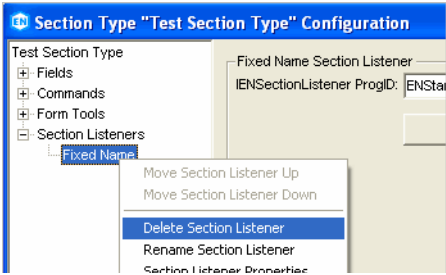 EN Section Type "Test Section Type" Configuration
Test Section Type
Fields
Commands
Form Tools
Section Listeners
Fixed Name
Fixed Name Section Listener
IENSectionListener ProgID: ENStar
Move Section Listener Up
Move Section Listener Down
Delete Section Listener
Rename Section Listener
Section Listener Properties